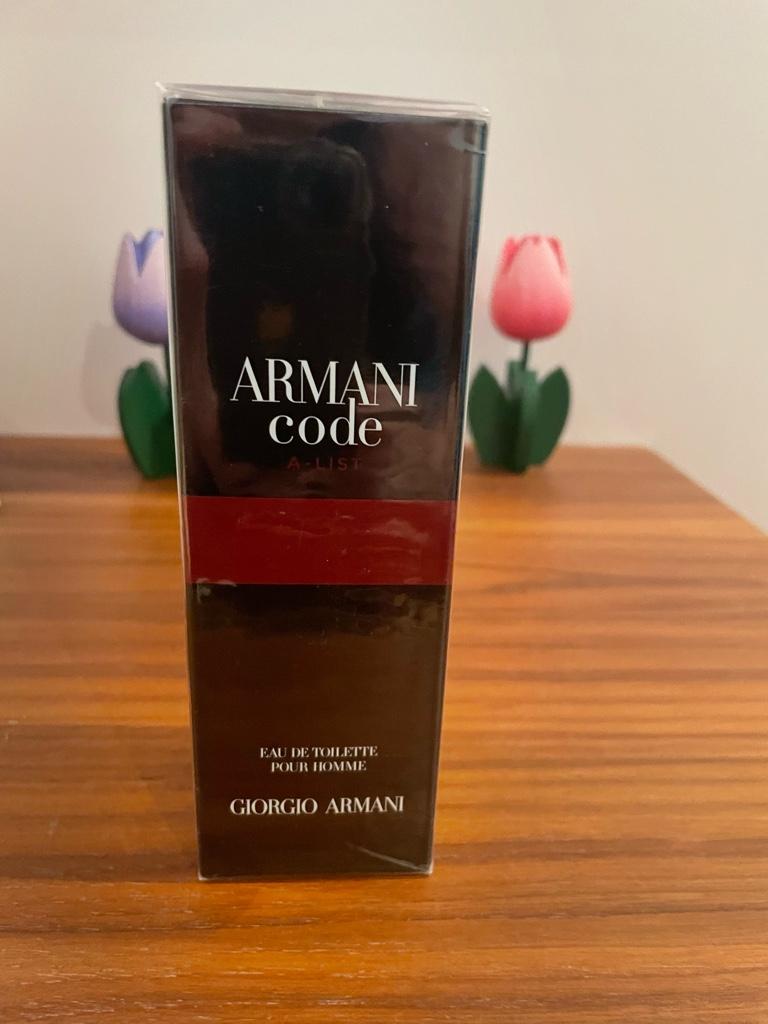 ARMANI
code
A-LIST
EAU DE TOILETTE
POUR HOMME
GIORGIO ARMANI